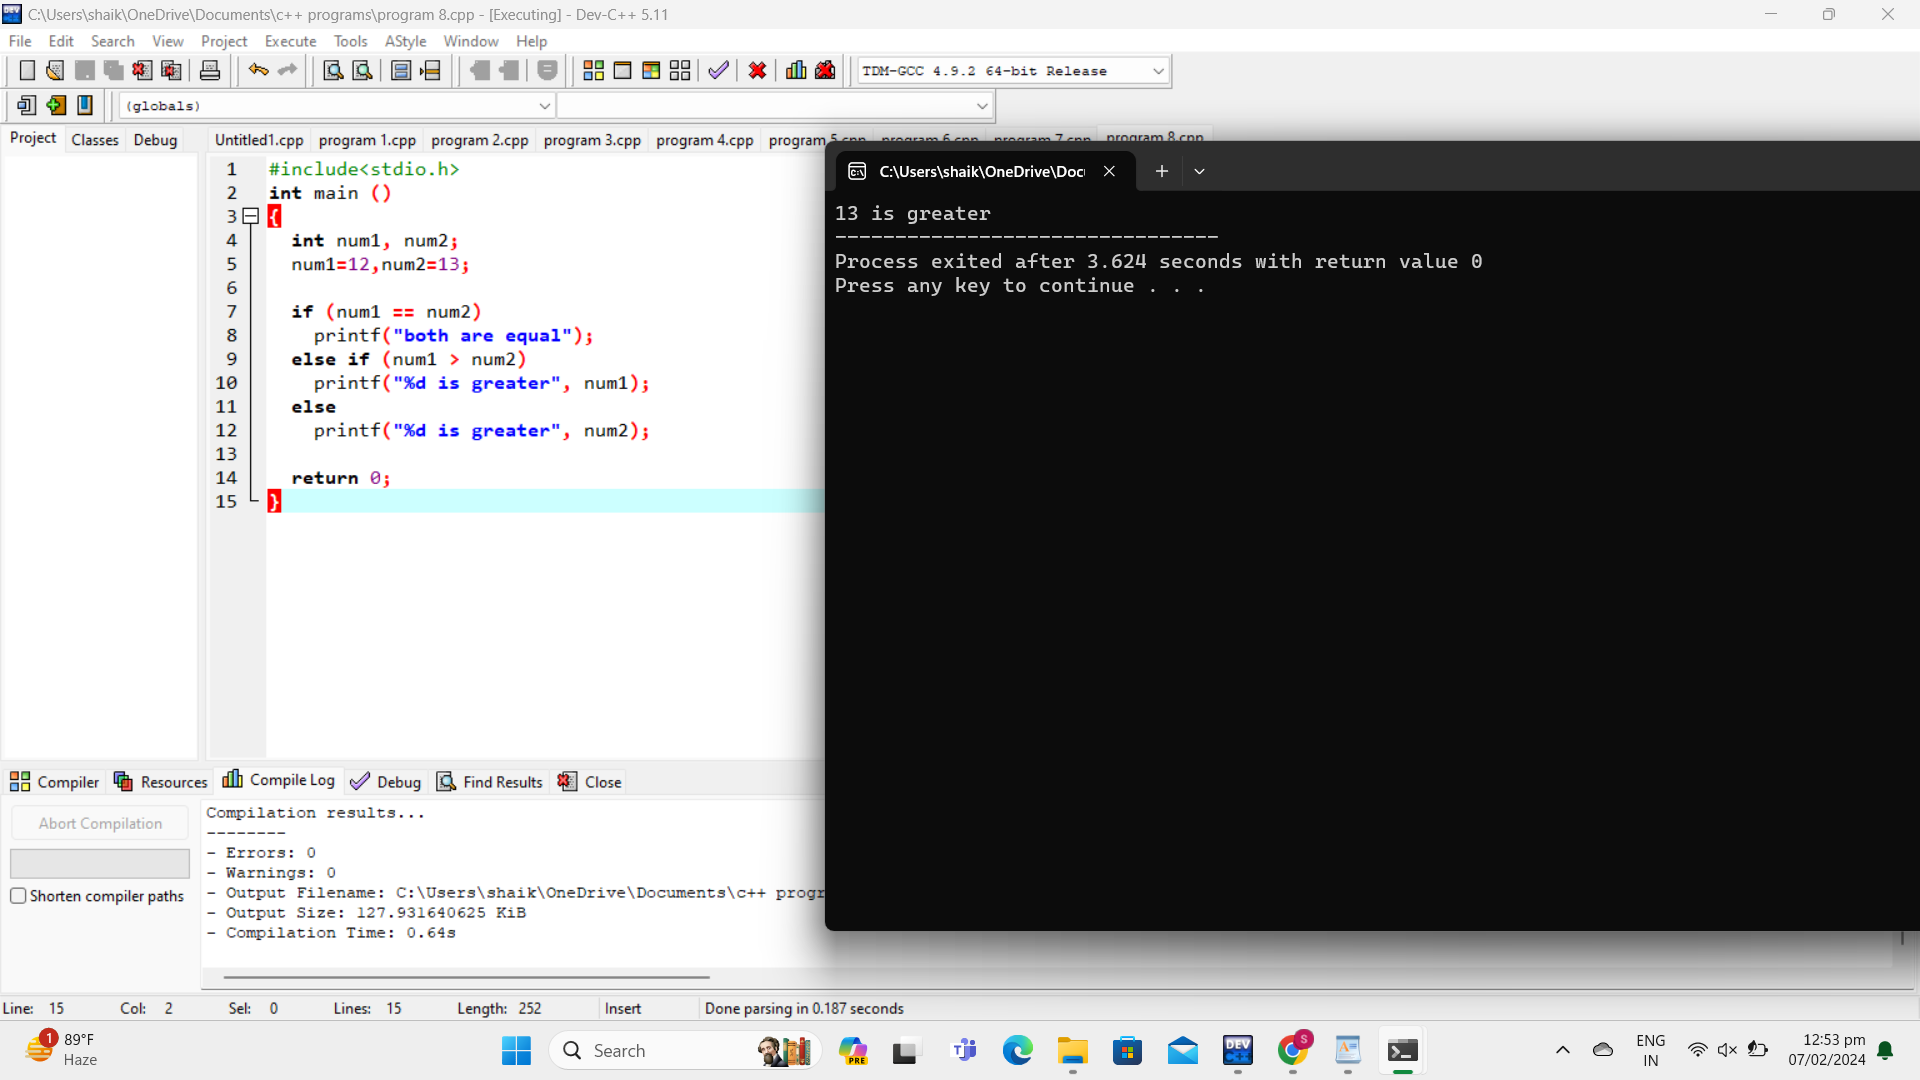 C:\Users\shaik\OneDrive\Documents\c++ programs\program 8.cpp - [Executing] - Dev-C++ 5.11
File Edit Search View Project Execute Tools AStyle Window Help
TDM-GCC 4.9.2 64-bit Release
(globals)
Project Classes Debug Untitled1.cpp program 1.cpp program 2.cpp program 3.cpp program 4.cpp program 5.cpp program 6.cpp program 7.cpp program 8.cpp
1 #include<stdio.h>
2 int main ()
3 {
4 int num1, num2;
5 num1=12,num2=13;
6
7 if (num1 == num2)
8 printf("both are equal");
9 else if (num1 > num2)
10 printf("%d is greater", num1);
11 else
12 printf("%d is greater", num2);
13
14 return 0;
15 }
C:\Users\shaik\OneDrive\Doc
13 is greater
--------------------------------
Process exited after 3.624 seconds with return value 0
Press any key to continue . . .
Compiler Resources Compile Log Debug Find Results Close
Abort Compilation
Shorten compiler paths
Compilation results...
--------
- Errors: 0
- Warnings: 0
- Output Filename: C:\Users\shaik\OneDrive\Documents\c++ progr
- Output Size: 127.931640625 KiB
- Compilation Time: 0.64s
Line: 15 Col: 2 Sel: 0 Lines: 15 Length: 252 Insert Done parsing in 0.187 seconds
1
89°F
Haze
Search
PRE
DEV
S
ENG
IN
12:53 pm
07/02/2024